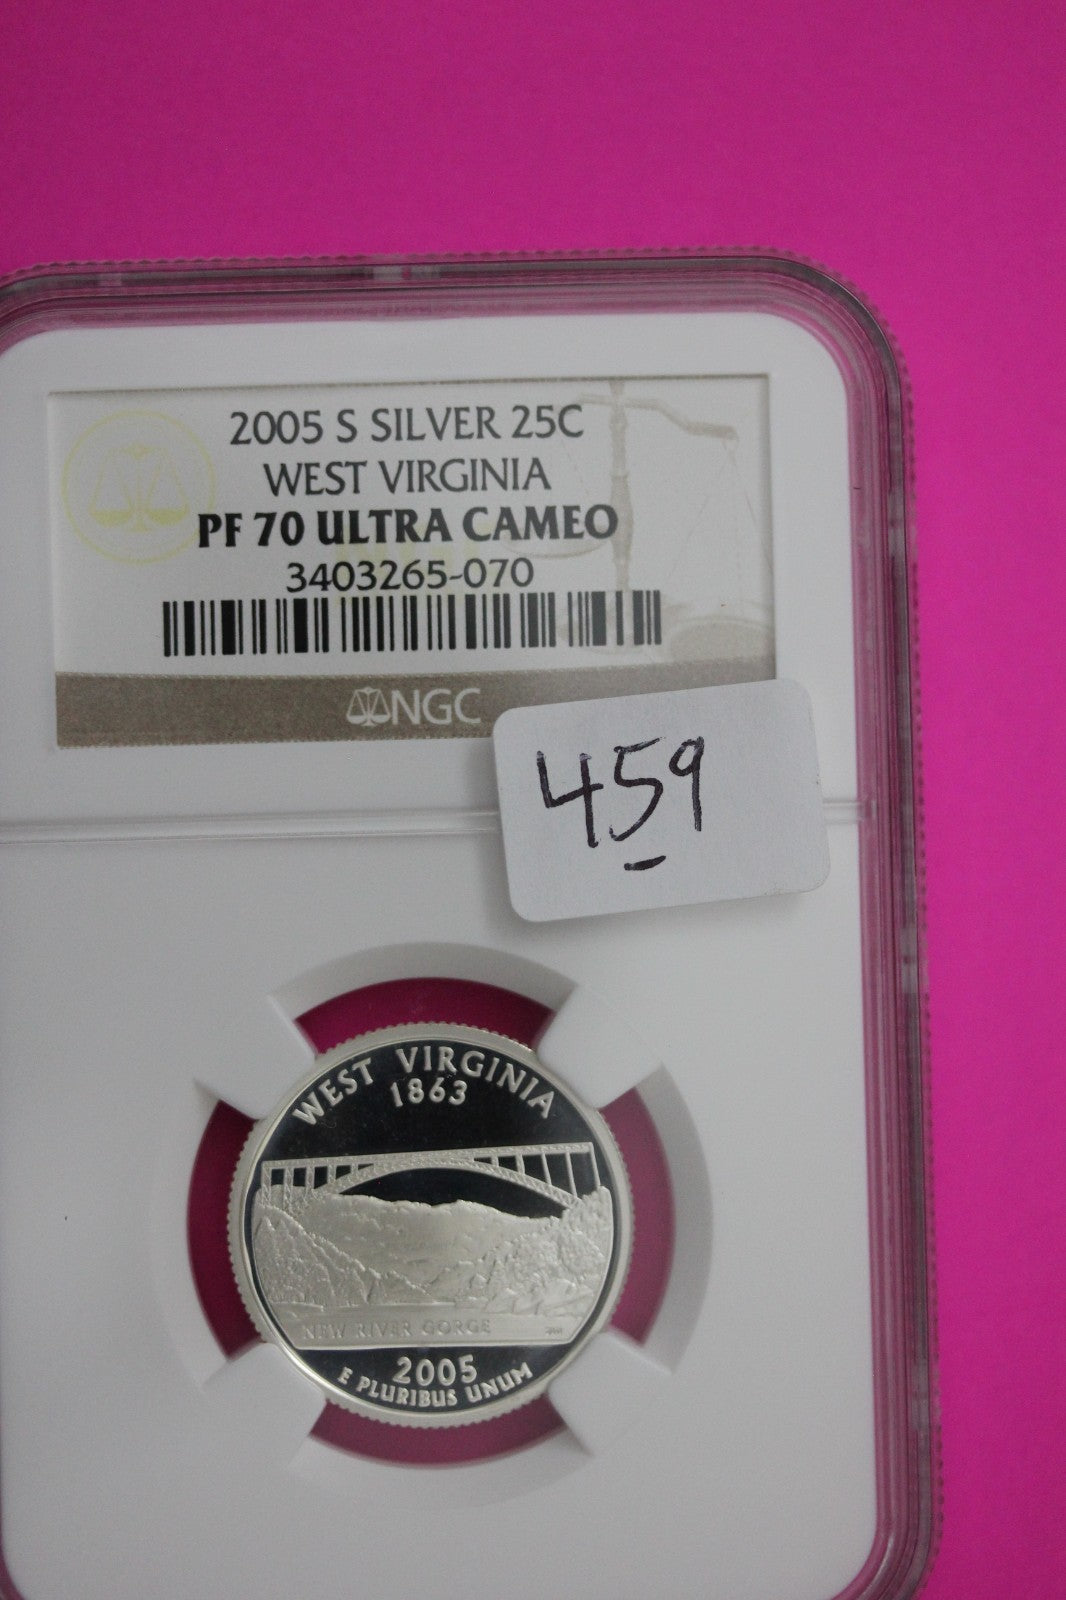 2005 S SILVER 25C
WEST VIRGINIA
PF 70 ULTRA CAMEO
3403265-070
NGC
459
WEST VIRGINIA
1863
NEW RIVER GORGE
2005
E PLURIBUS UNUM